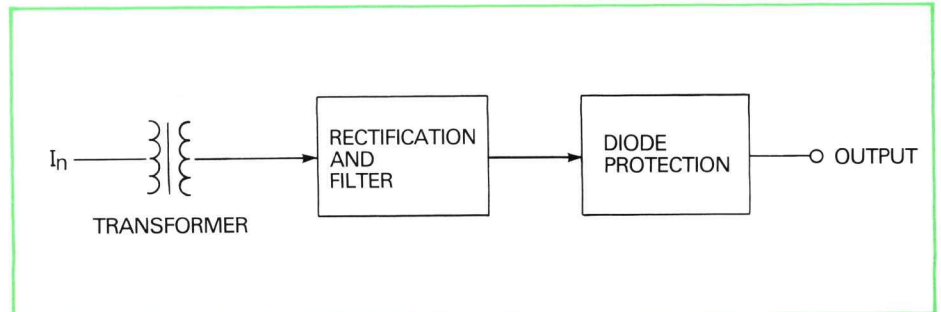 In
TRANSFORMER
RECTIFICATION
AND
FILTER
DIODE
PROTECTION
OUTPUT